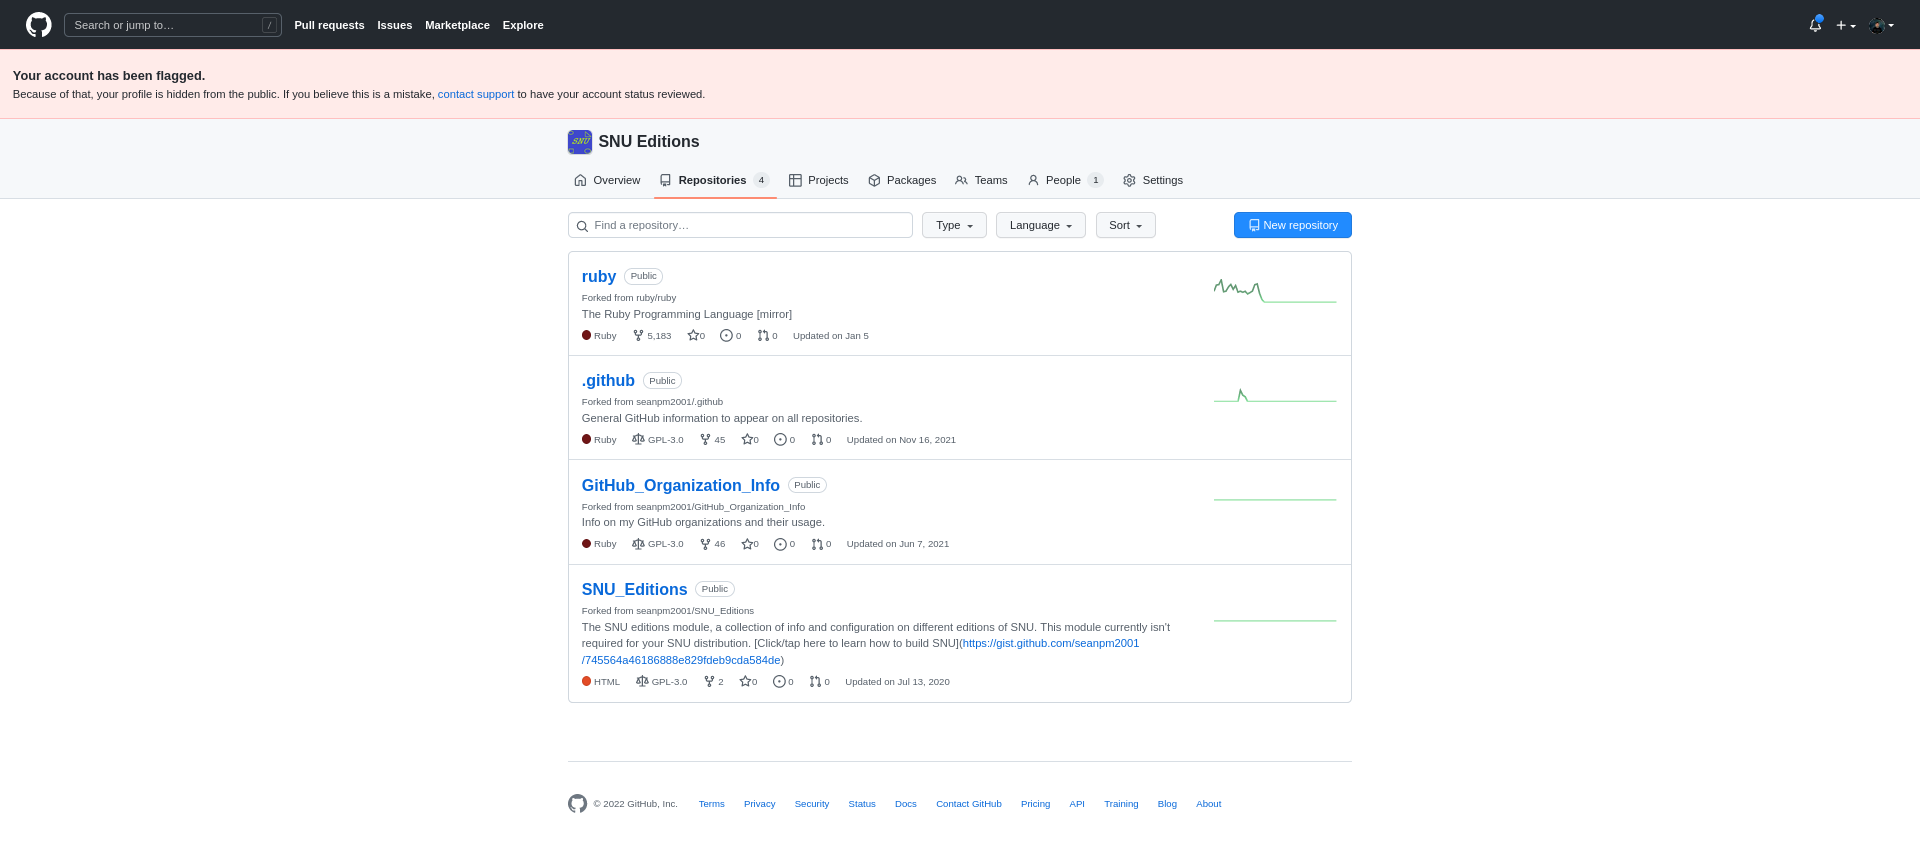 Search or jump to…
/
Pull requests Issues Marketplace Explore
Your account has been flagged.
Because of that, your profile is hidden from the public. If you believe this is a mistake, contact support to have your account status reviewed.
SNU
SNU Editions
Overview Repositories 4 Projects Packages Teams People 1 Settings
Find a repository… Type Language Sort New repository
ruby Public
Forked from ruby/ruby
The Ruby Programming Language [mirror]
Ruby 5,183 0 0 0 Updated on Jan 5
.github Public
Forked from seanpm2001/.github
General GitHub information to appear on all repositories.
Ruby GPL-3.0 45 0 0 0 Updated on Nov 16, 2021
GitHub_Organization_Info Public
Forked from seanpm2001/GitHub_Organization_Info
Info on my GitHub organizations and their usage.
Ruby GPL-3.0 46 0 0 0 Updated on Jun 7, 2021
SNU_Editions Public
Forked from seanpm2001/SNU_Editions
The SNU editions module, a collection of info and configuration on different editions of SNU. This module currently isn't
required for your SNU distribution. [Click/tap here to learn how to build SNU](https://gist.github.com/seanpm2001
/745564a46186888e829fdeb9cda584de)
HTML GPL-3.0 2 0 0 0 Updated on Jul 13, 2020
© 2022 GitHub, Inc. Terms Privacy Security Status Docs Contact GitHub Pricing API Training Blog About